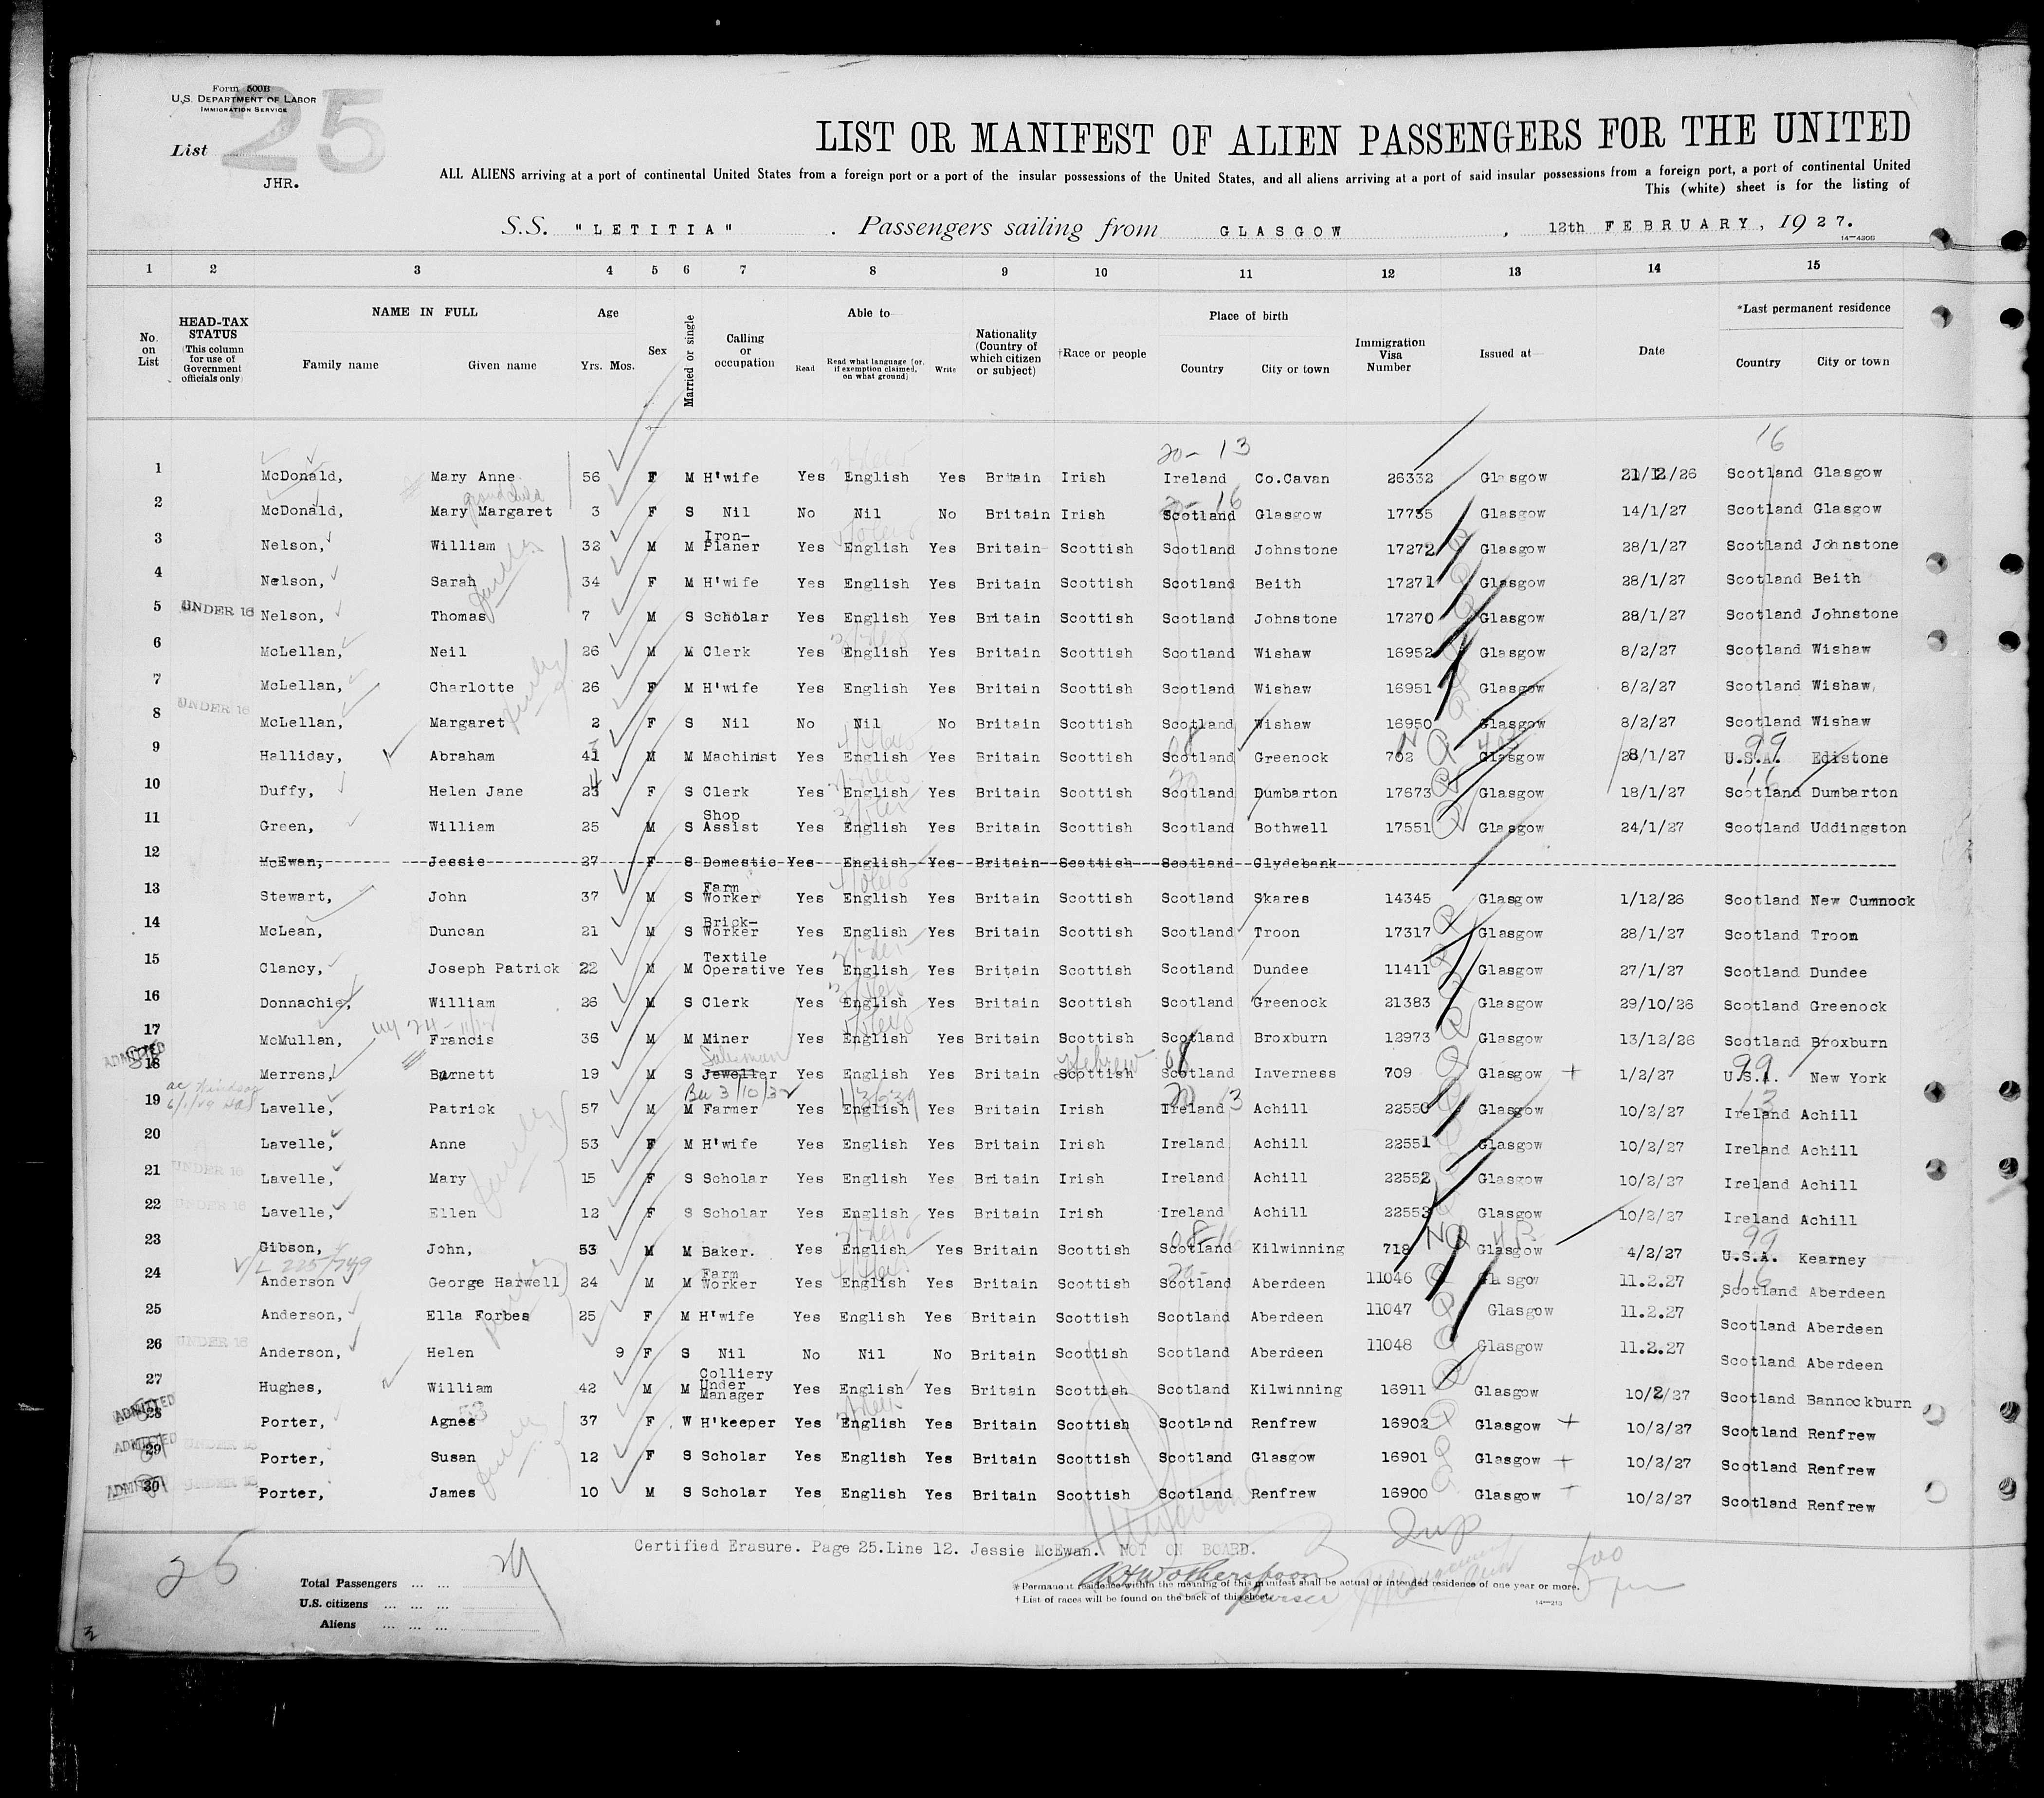 Form 500B
U.S. DEPARTMENT OF LABOR
IMMIGRATION SERVICE
25
List
JHR.
LIST OR MANIFEST OF ALIEN PASSENGERS FOR THE UNITED
ALL ALIENS arriving at a port of continental United States from a foreign port or a port of the insular possessions of the United States, and all aliens arriving at a port of said insular possessions from a foreign port, a port of continental United
This (white) sheet is for the listing of
S.S. "LETITIA" . Passengers sailing from GLASGOW , 12th FEBRUARY, 1927.
14-4306
1 2 3 4 5 6 7 8 9 10 11 12 13 14 15
No. on List
HEAD-TAX STATUS (This column for use of Government officials only)
NAME IN FULL
Family name Given name
Age
Yrs. Mos.
Sex
Married or single
Calling or occupation
Able to
Read Read what language (or, if exemption claimed, on what ground) Write
Nationality (Country of which citizen or subject)
†Race or people
Place of birth
Country City or town
Immigration Visa Number
Issued at
Date
*Last permanent residence
Country City or town
20-13 16
1 McDonald, Mary Anne 56 F M H'wife Yes English Yes Britain Irish Ireland Co.Cavan 26332 Glasgow 21/12/26 Scotland Glasgow
grandchild
2 McDonald, Mary Margaret 3 F S Nil No Nil No Britain Irish Scotland Glasgow 17735 Glasgow 14/1/27 Scotland Glasgow
3 Nelson, William 32 M M Iron-Planer Yes English Yes Britain Scottish Scotland Johnstone 17272 Glasgow 28/1/27 Scotland Johnstone
family
4 Nelson, Sarah 34 F M H'wife Yes English Yes Britain Scottish Scotland Beith 17271 Glasgow 28/1/27 Scotland Beith
5 UNDER 16 Nelson, Thomas 7 M S Scholar Yes English Yes Britain Scottish Scotland Johnstone 17270 Glasgow 28/1/27 Scotland Johnstone
6 McLellan, Neil 26 M M Clerk Yes English Yes Britain Scottish Scotland Wishaw 16952 Glasgow 8/2/27 Scotland Wishaw
family
7 McLellan, Charlotte 26 F M H'wife Yes English Yes Britain Scottish Scotland Wishaw 16951 Glasgow 8/2/27 Scotland Wishaw,
8 UNDER 16 McLellan, Margaret 2 F S Nil No Nil No Britain Scottish Scotland Wishaw 16950 Glasgow 8/2/27 Scotland Wishaw
9 Halliday, Abraham 41 M M Machinist Yes English Yes Britain Scottish Scotland Greenock 702 Glasgow 28/1/27 U.S.A. Edistone
10 Duffy, Helen Jane 23 F S Clerk Yes English Yes Britain Scottish Scotland Dumbarton 17673 Glasgow 18/1/27 Scotland Dumbarton
11 Green, William 25 M S Shop Assist Yes English Yes Britain Scottish Scotland Bothwell 17551 Glasgow 24/1/27 Scotland Uddingston
12 McEwan, Jessie 27 F S Domestic Yes English Yes Britain Scottish Scotland Clydebank
13 Stewart, John 37 M S Farm Worker Yes English Yes Britain Scottish Scotland Skares 14345 Glasgow 1/12/26 Scotland New Cumnock
14 McLean, Duncan 21 M S Brick-Worker Yes English Yes Britain Scottish Scotland Troon 17317 Glasgow 28/1/27 Scotland Troon
15 Clancy, Joseph Patrick 22 M M Textile Operative Yes English Yes Britain Scottish Scotland Dundee 11411 Glasgow 27/1/27 Scotland Dundee
16 Donnachie, William 26 M S Clerk Yes English Yes Britain Scottish Scotland Greenock 21383 Glasgow 29/10/26 Scotland Greenock
17 McMullan, Francis 36 M M Miner Yes English Yes Britain Scottish Scotland Broxburn 12973 Glasgow 13/12/26 Scotland Broxburn
ADMITTED Salesman Hebrew 08 99
18 Merrens, Barnett 19 M S Jeweller Yes English Yes Britain Scottish Scotland Inverness 709 Glasgow + 1/2/27 U.S.A. New York
19 Lavelle, Patrick 57 M M Farmer Yes English Yes Britain Irish Ireland Achill 22550 Glasgow 10/2/27 Ireland Achill
20 Lavelle, Anne 53 F M H'wife Yes English Yes Britain Irish Ireland Achill 22551 Glasgow 10/2/27 Ireland Achill
family
21 UNDER 16 Lavelle, Mary 15 F S Scholar Yes English Yes Britain Irish Ireland Achill 22552 Glasgow 10/2/27 Ireland Achill
22 UNDER 16 Lavelle, Ellen 12 F S Scholar Yes English Yes Britain Irish Ireland Achill 22553 Glasgow 10/2/27 Ireland Achill
23 Gibson, John, 53 M M Baker. Yes English Yes Britain Scottish Scotland Kilwinning 718 Glasgow 4/2/27 U.S.A. Kearney
V/L 225/749
24 Anderson George Harwell 24 M M Farm Worker Yes English Yes Britain Scottish Scotland Aberdeen 11046 Glasgow 11.2.27 Scotland Aberdeen
25 Anderson, Ella Forbes 25 F M H'wife Yes English Yes Britain Scottish Scotland Aberdeen 11047 Glasgow 11.2.27 Scotland Aberdeen
26 UNDER 16 Anderson, Helen 9 F S Nil No Nil No Britain Scottish Scotland Aberdeen 11048 Glasgow 11.2.27 Scotland Aberdeen
27 Hughes, William 42 M M Colliery Under Manager Yes English Yes Britain Scottish Scotland Kilwinning 16911 Glasgow 10/2/27 Scotland Bannockburn
ADMITTED 28 Porter, Agnes 37 F W H'keeper Yes English Yes Britain Scottish Scotland Renfrew 16902 Glasgow + 10/2/27 Scotland Renfrew
family
ADMITTED 29 UNDER 16 Porter, Susan 12 F S Scholar Yes English Yes Britain Scottish Scotland Glasgow 16901 Glasgow + 10/2/27 Scotland Renfrew
ADMITTED 30 UNDER 16 Porter, James 10 M S Scholar Yes English Yes Britain Scottish Scotland Renfrew 16900 Glasgow + 10/2/27 Scotland Renfrew
Certified Erasure. Page 25.Line 12. Jessie McEwan. NOT ON BOARD.
25 29
Total Passengers ... ...
U.S. citizens ... ... ...
Aliens ... ... ...
Purser
* Permanent residence within the meaning of this manifest shall be actual or intended residence of one year or more.
† List of races will be found on the back of this sheet.
14-213